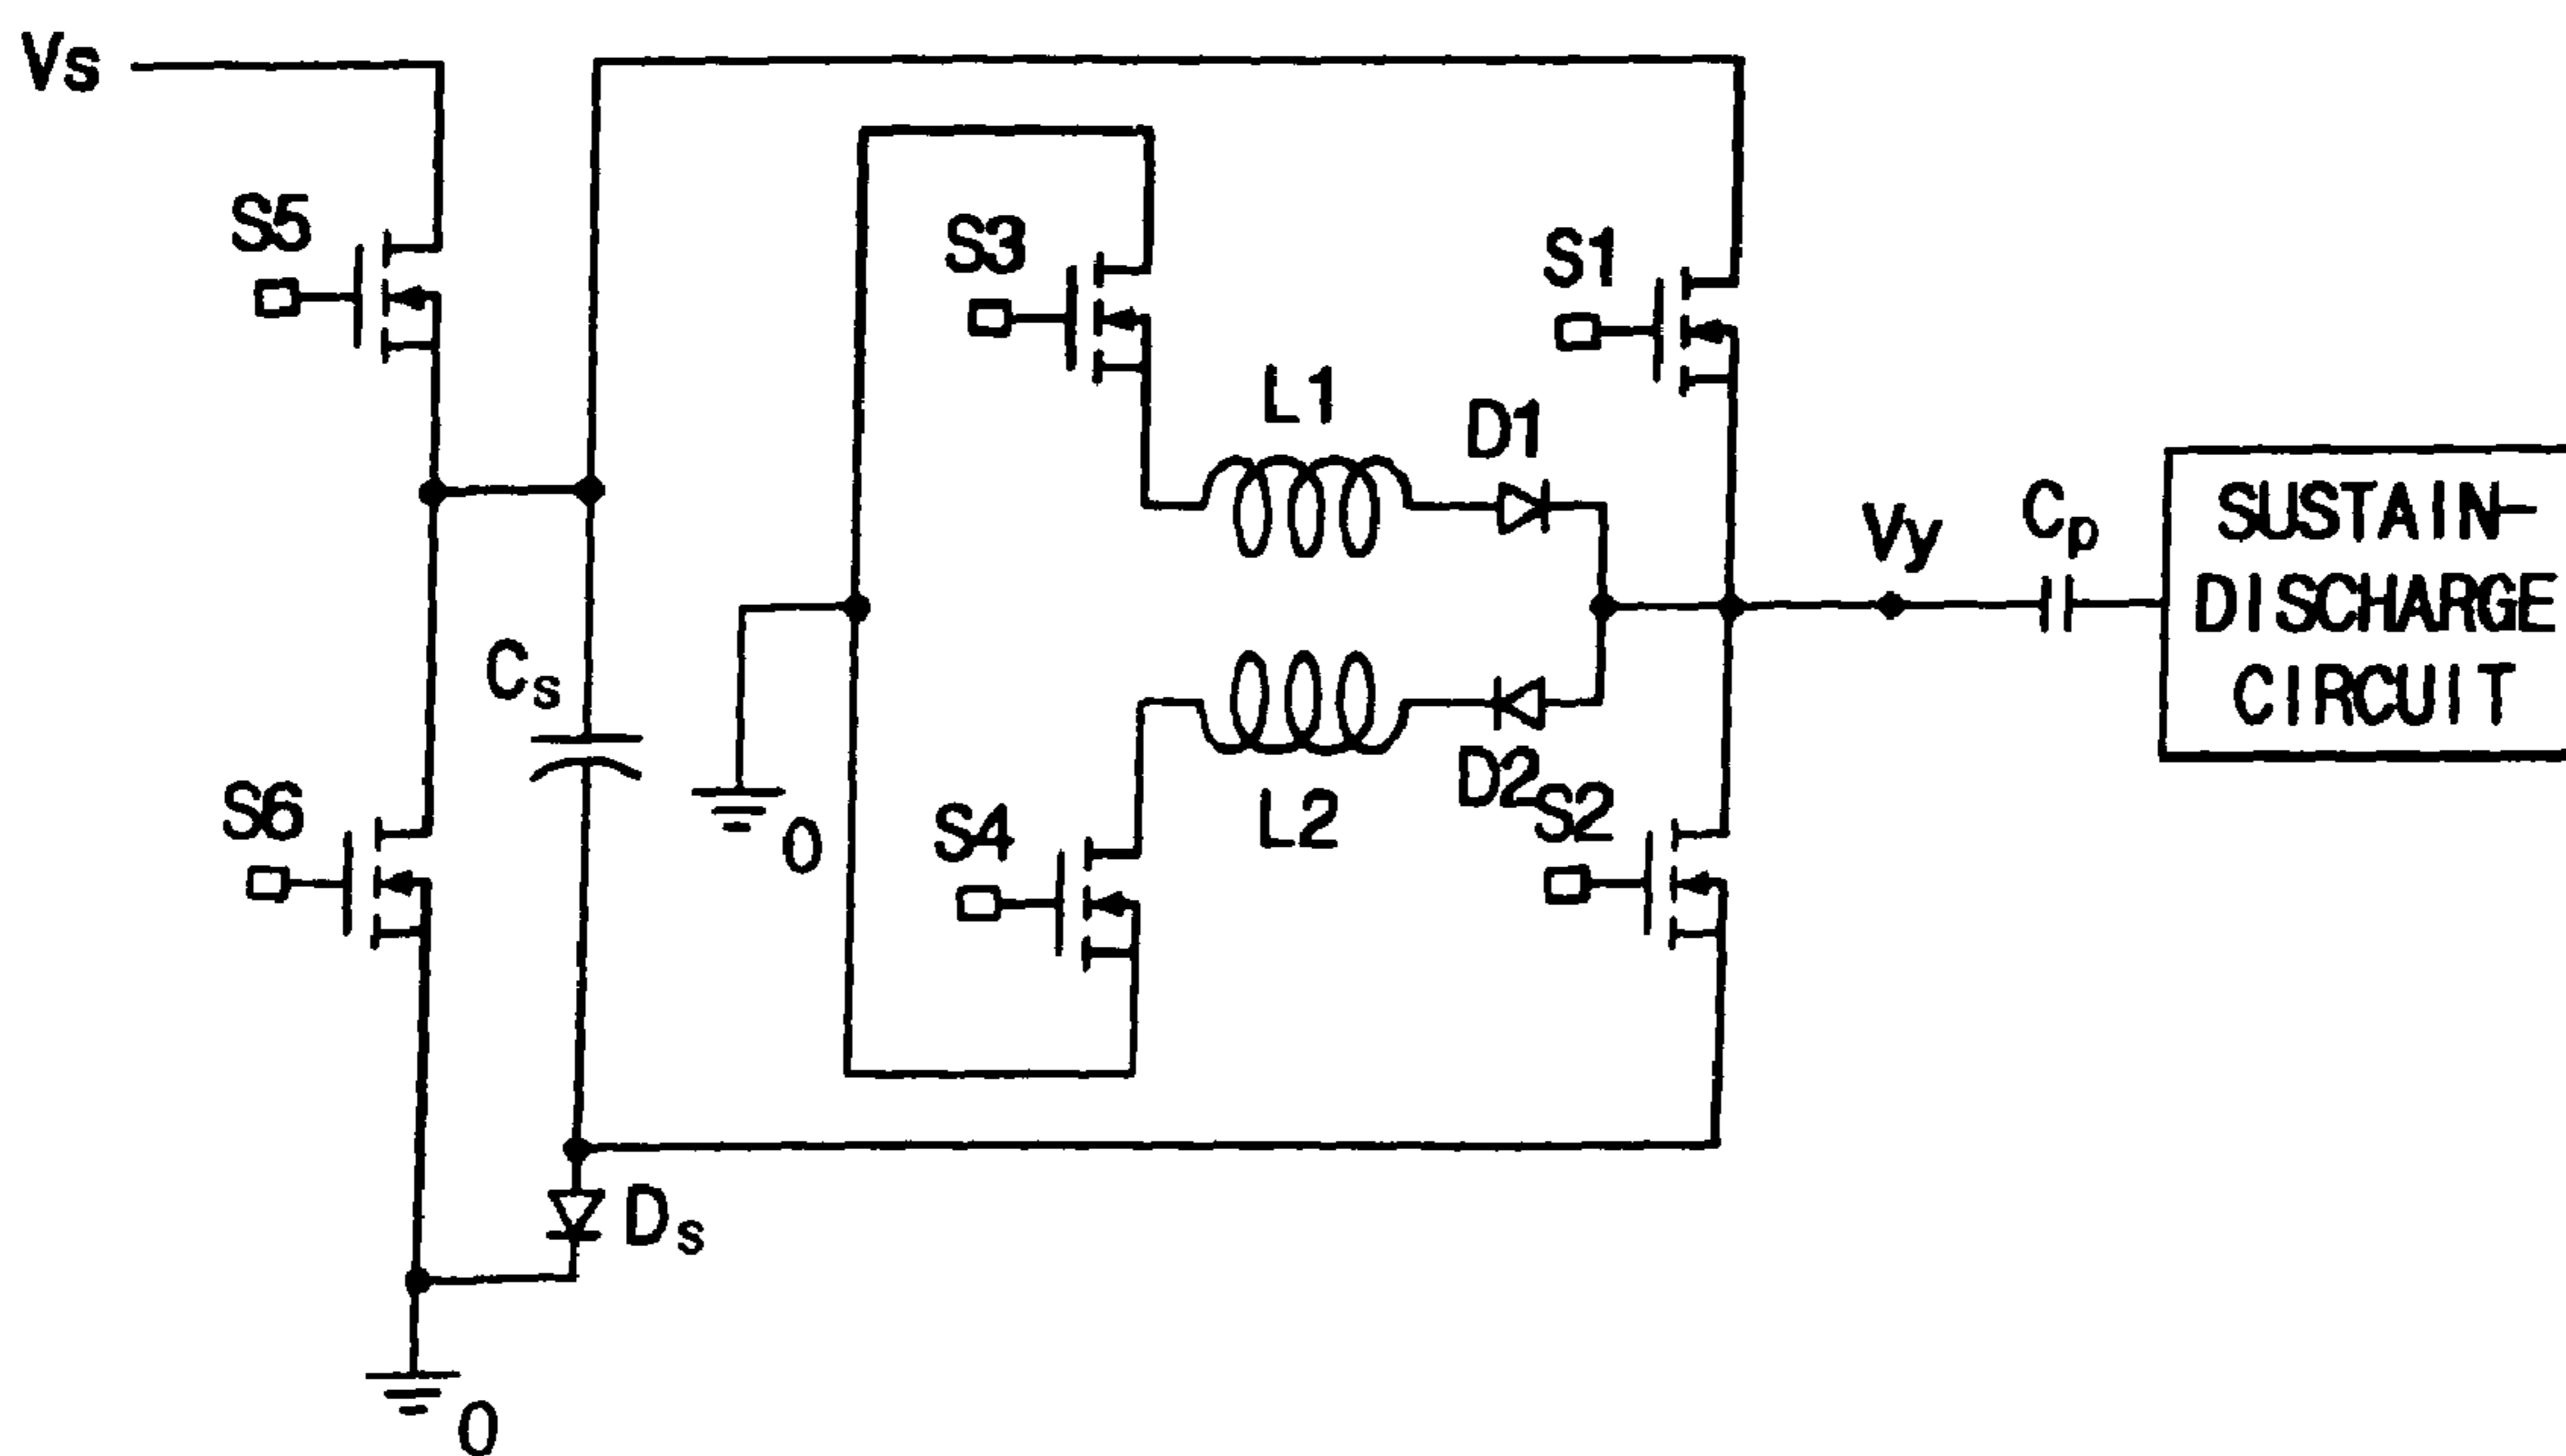 Vs
S5
S3
S1
L1
D1
Vy
Cp
SUSTAIN-
DISCHARGE
CIRCUIT
Cs
S6
0
S4
L2
D2
S2
Ds
0